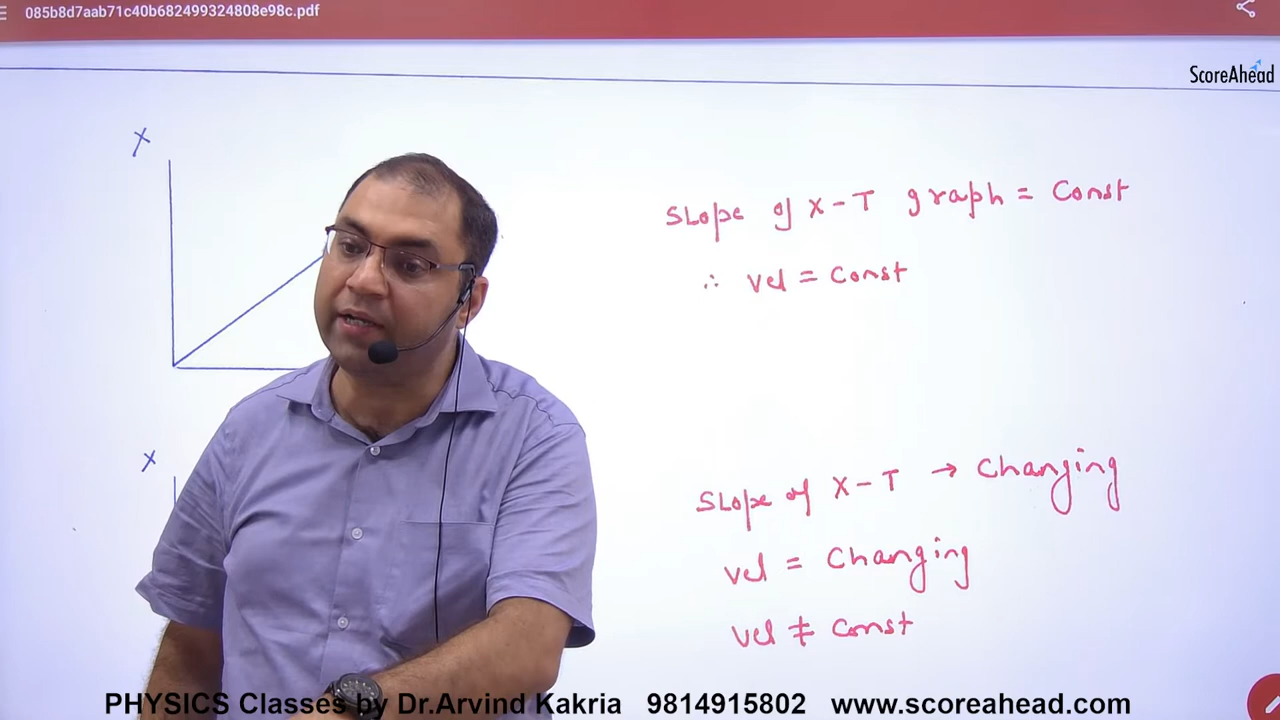 085b8d7aab71c40b682499324808e98c.pdf
ScoreAhead
X
Slope of X-T graph = Const
∴ vel = Const
X
Slope of X-T → Changing
vel = Changing
vel ≠ Const
PHYSICS Classes by Dr.Arvind Kakria 9814915802 www.scoreahead.com